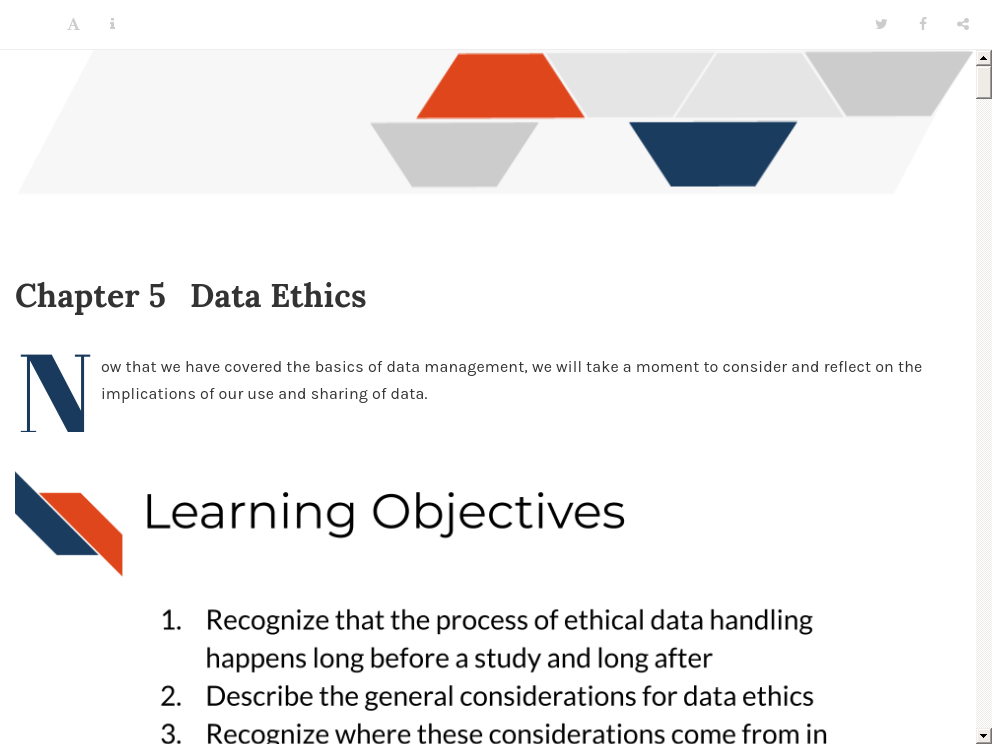 A i
Chapter 5 Data Ethics
Now that we have covered the basics of data management, we will take a moment to consider and reflect on the
implications of our use and sharing of data.
Learning Objectives
1. Recognize that the process of ethical data handling
happens long before a study and long after
2. Describe the general considerations for data ethics
3. Recognize where these considerations come from in